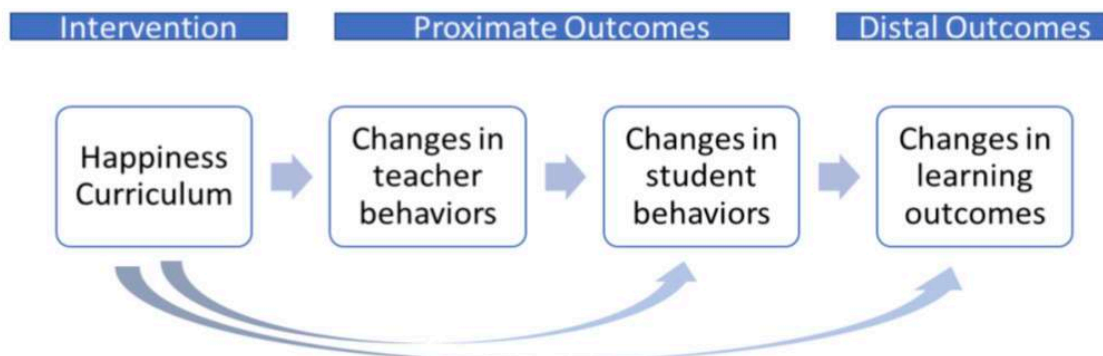 Intervention
Proximate Outcomes
Distal Outcomes
Happiness
Curriculum
Changes in
teacher
behaviors
Changes in
student
behaviors
Changes in
learning
outcomes